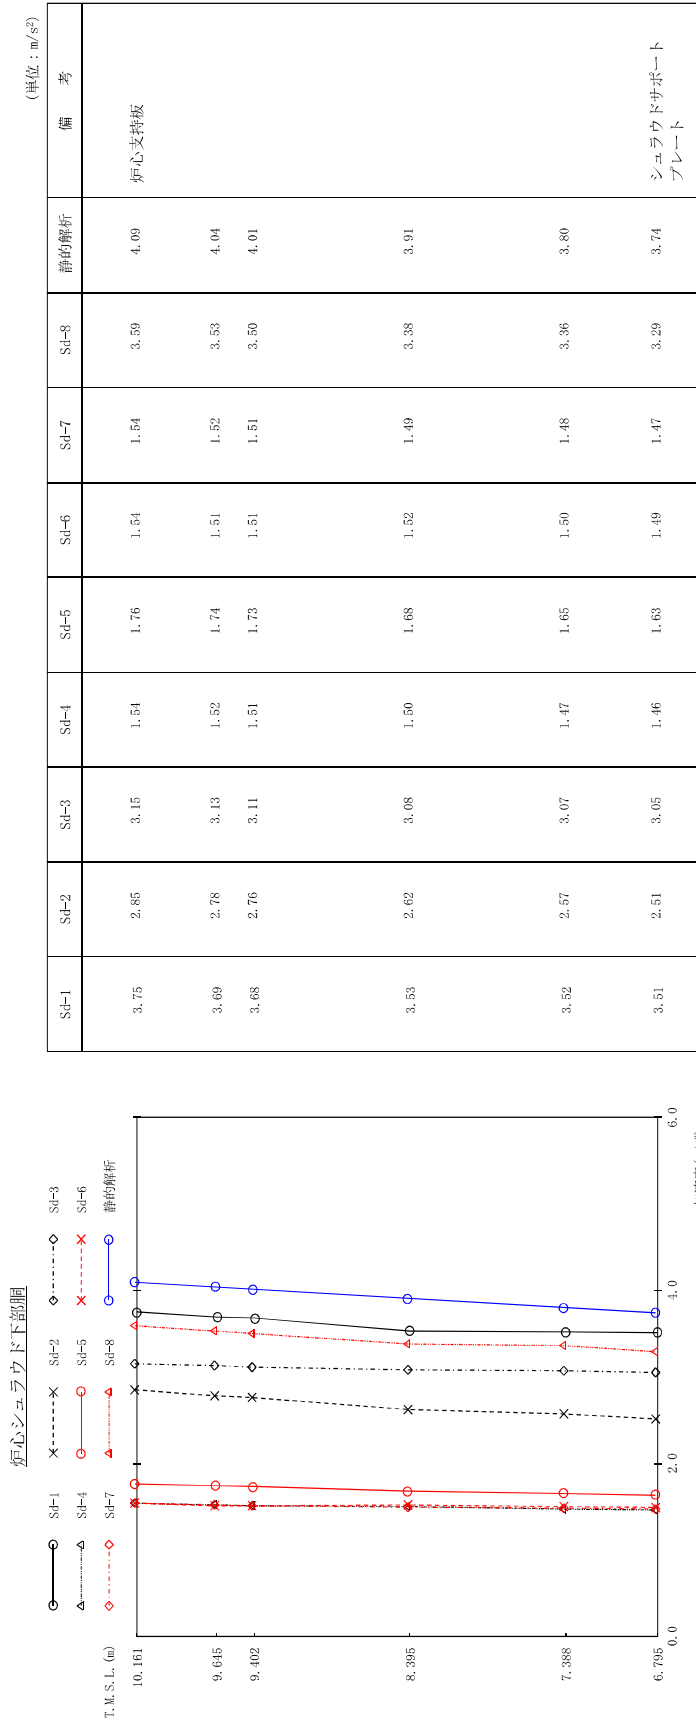 炉心シュラウド下部胴
Sd-1 Sd-2 Sd-3
Sd-4 Sd-5 Sd-6
Sd-7 Sd-8 静的解析
T.M.S.L.(m)
10.161
9.645
9.402
8.395
7.388
6.795
0.0 2.0 4.0 6.0
(単位:m/s²)
Sd-1 Sd-2 Sd-3 Sd-4 Sd-5 Sd-6 Sd-7 Sd-8 静的解析 備 考
3.75 2.85 3.15 1.54 1.76 1.54 1.54 3.59 4.09 炉心支持板
3.69 2.78 3.13 1.52 1.74 1.51 1.52 3.53 4.04
3.68 2.76 3.11 1.51 1.73 1.51 1.51 3.50 4.01
3.53 2.62 3.08 1.50 1.68 1.52 1.49 3.38 3.91
3.52 2.57 3.07 1.47 1.65 1.50 1.48 3.36 3.80
3.51 2.51 3.05 1.46 1.63 1.49 1.47 3.29 3.74 シュラウドサポート
プレート